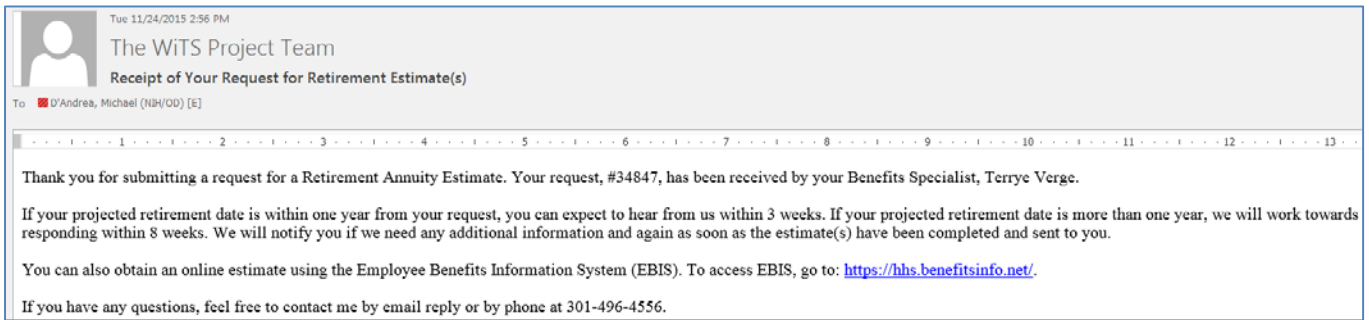 Tue 11/24/2015 2:56 PM
The WiTS Project Team
Receipt of Your Request for Retirement Estimate(s)
To D'Andrea, Michael (NIH/OD) [E]
1 2 3 4 5 6 7 8 9 10 11 12 13
Thank you for submitting a request for a Retirement Annuity Estimate. Your request, #34847, has been received by your Benefits Specialist, Terrye Verge.
If your projected retirement date is within one year from your request, you can expect to hear from us within 3 weeks. If your projected retirement date is more than one year, we will work towards
responding within 8 weeks. We will notify you if we need any additional information and again as soon as the estimate(s) have been completed and sent to you.
You can also obtain an online estimate using the Employee Benefits Information System (EBIS). To access EBIS, go to: https://hhs.benefitsinfo.net/.
If you have any questions, feel free to contact me by email reply or by phone at 301-496-4556.